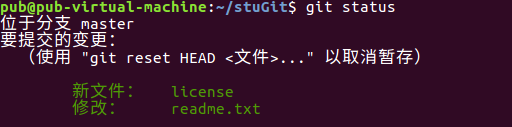 pub@pub-virtual-machine:~/stuGit$ git status
位于分支 master
要提交的变更：
（使用 "git reset HEAD <文件>..." 以取消暂存）
新文件：   license
修改：     readme.txt